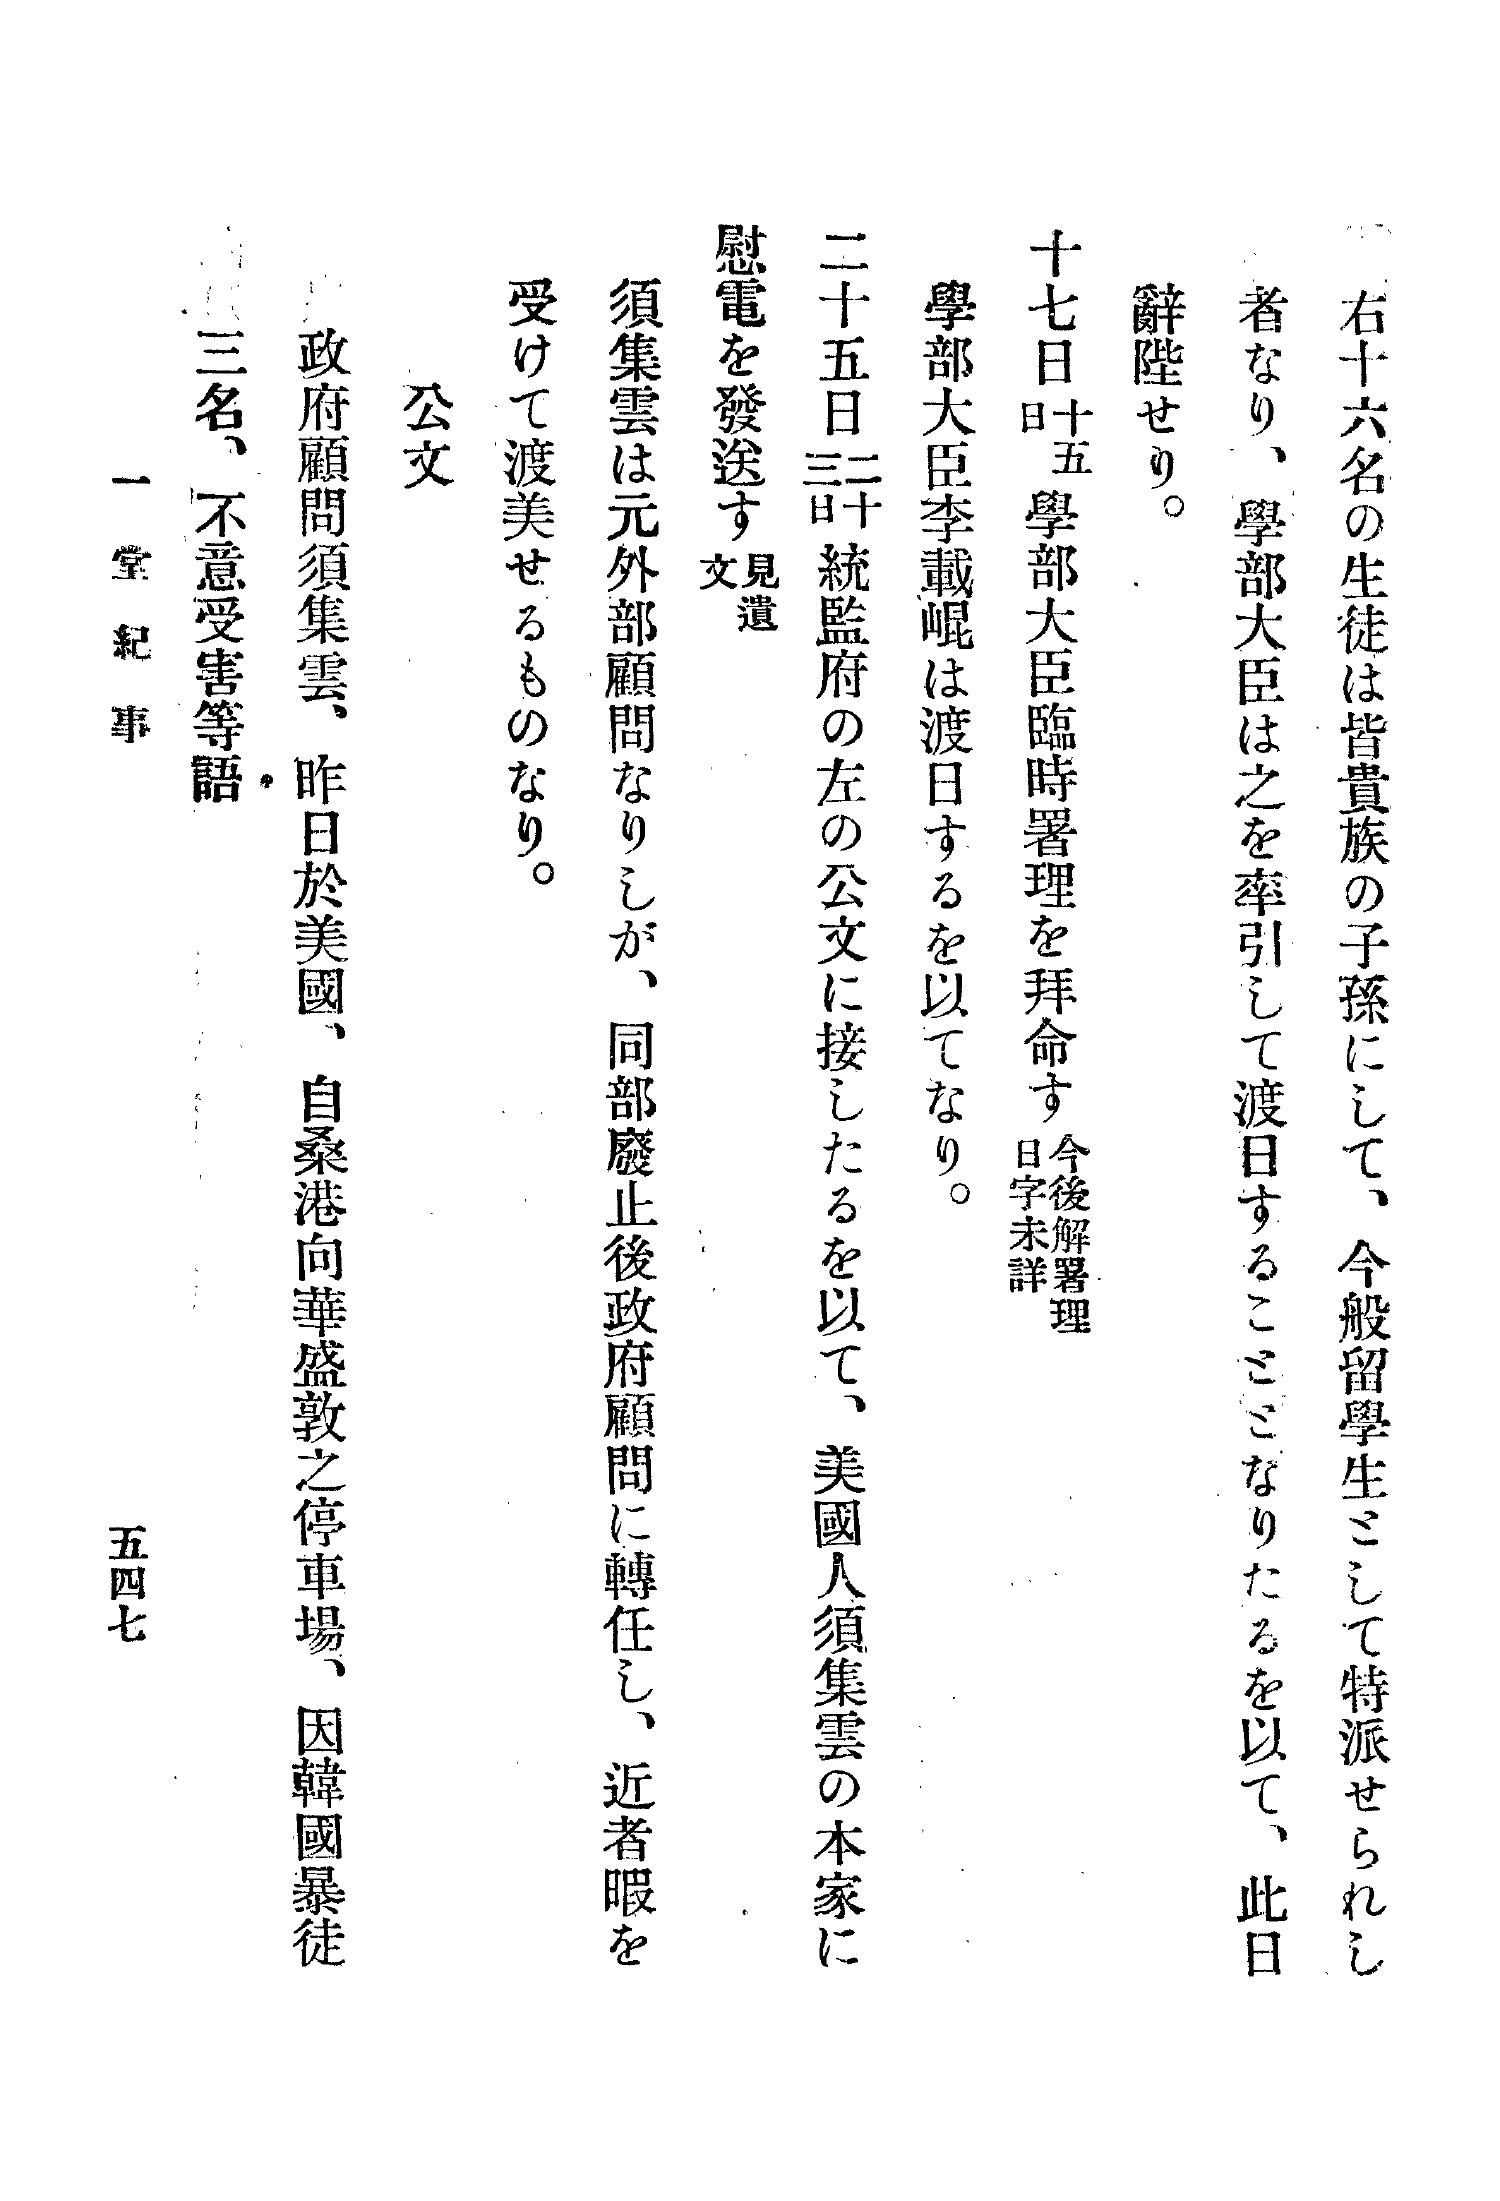 右十六名の生徒は皆貴族の子孫にして、今般留學生として特派せられし
者なり、學部大臣は之を率引して渡日することとなりたるを以て、此日
辭陛せり。
十七日 十五日 學部大臣臨時署理を拜命す 今後解署理日字未詳
學部大臣李載崐は渡日するを以てなり。
二十五日 二十三日 統監府の左の公文に接したるを以て、美國人須集雲の本家に
慰電を發送す 見遺文
須集雲は元外部顧問なりしが、同部廢止後政府顧問に轉任し、近者暇を
受けて渡美せるものなり。
公文
政府顧問須集雲、昨日於美國、自桑港向華盛敦之停車場、因韓國暴徒
三名、不意受害等語
一堂紀事
五四七